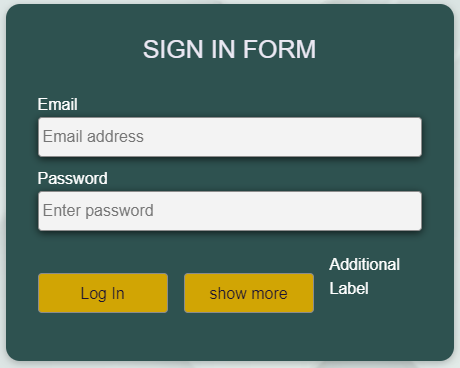 SIGN IN FORM
Email
Email address
Password
Enter password
Log In
show more
Additional
Label